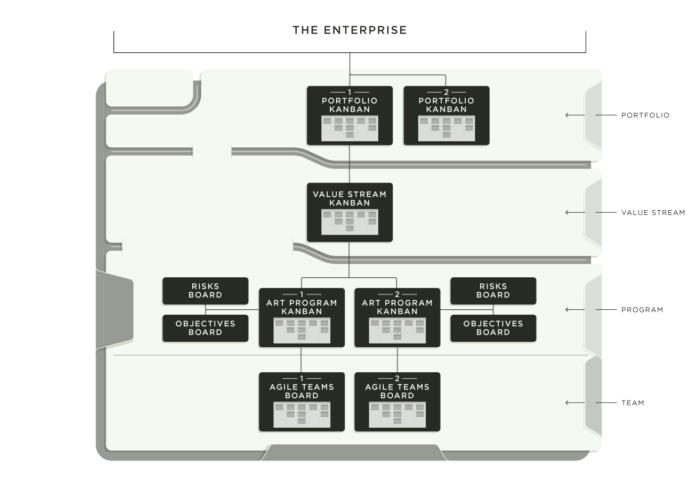 THE ENTERPRISE
1
PORTFOLIO
KANBAN
2
PORTFOLIO
KANBAN
PORTFOLIO
VALUE STREAM
KANBAN
VALUE STREAM
RISKS
BOARD
OBJECTIVES
BOARD
1
ART PROGRAM
KANBAN
2
ART PROGRAM
KANBAN
RISKS
BOARD
OBJECTIVES
BOARD
PROGRAM
1
AGILE TEAMS
BOARD
2
AGILE TEAMS
BOARD
TEAM